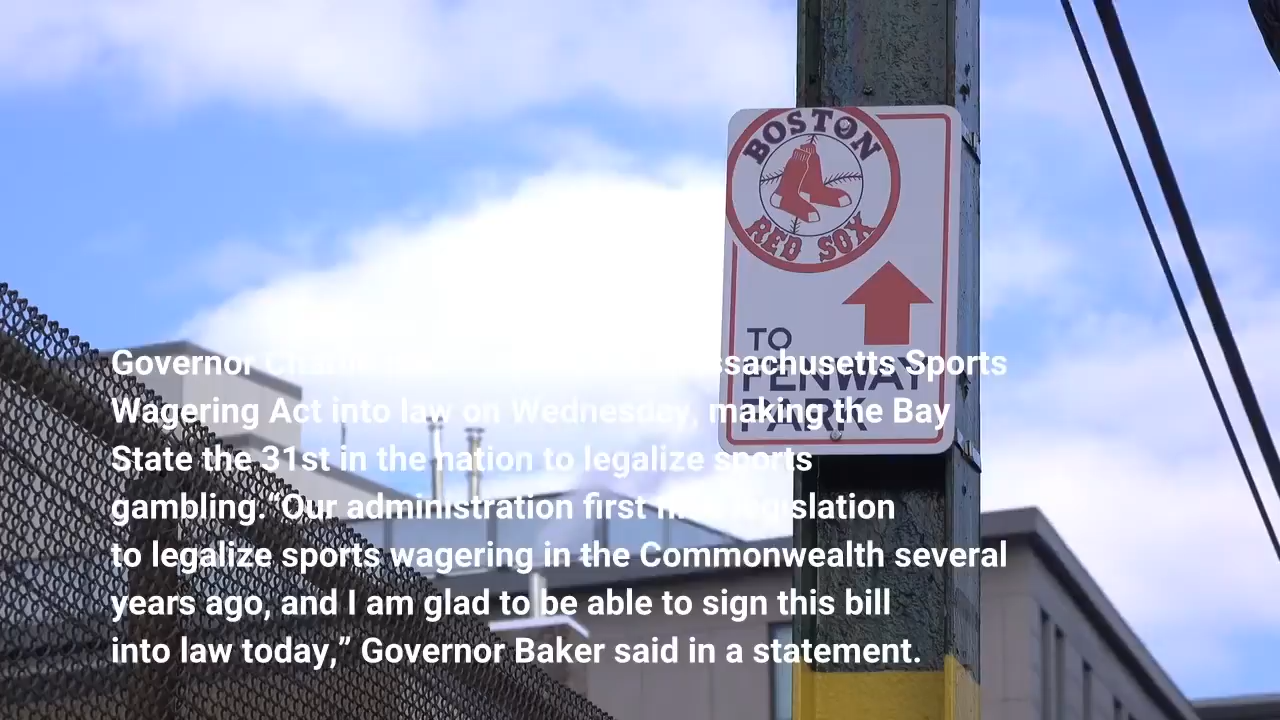 BOSTON
RED SOX
TO
FENWAY
PARK
Governor Sports
Wagering Act into law on Wednesday, making the Bay
State the 31st in the nation to legalize sports
gambling.“Our administration first
to legalize sports wagering in the Commonwealth several
years ago, and I am glad to be able to sign this bill
into law today,” Governor Baker said in a statement.